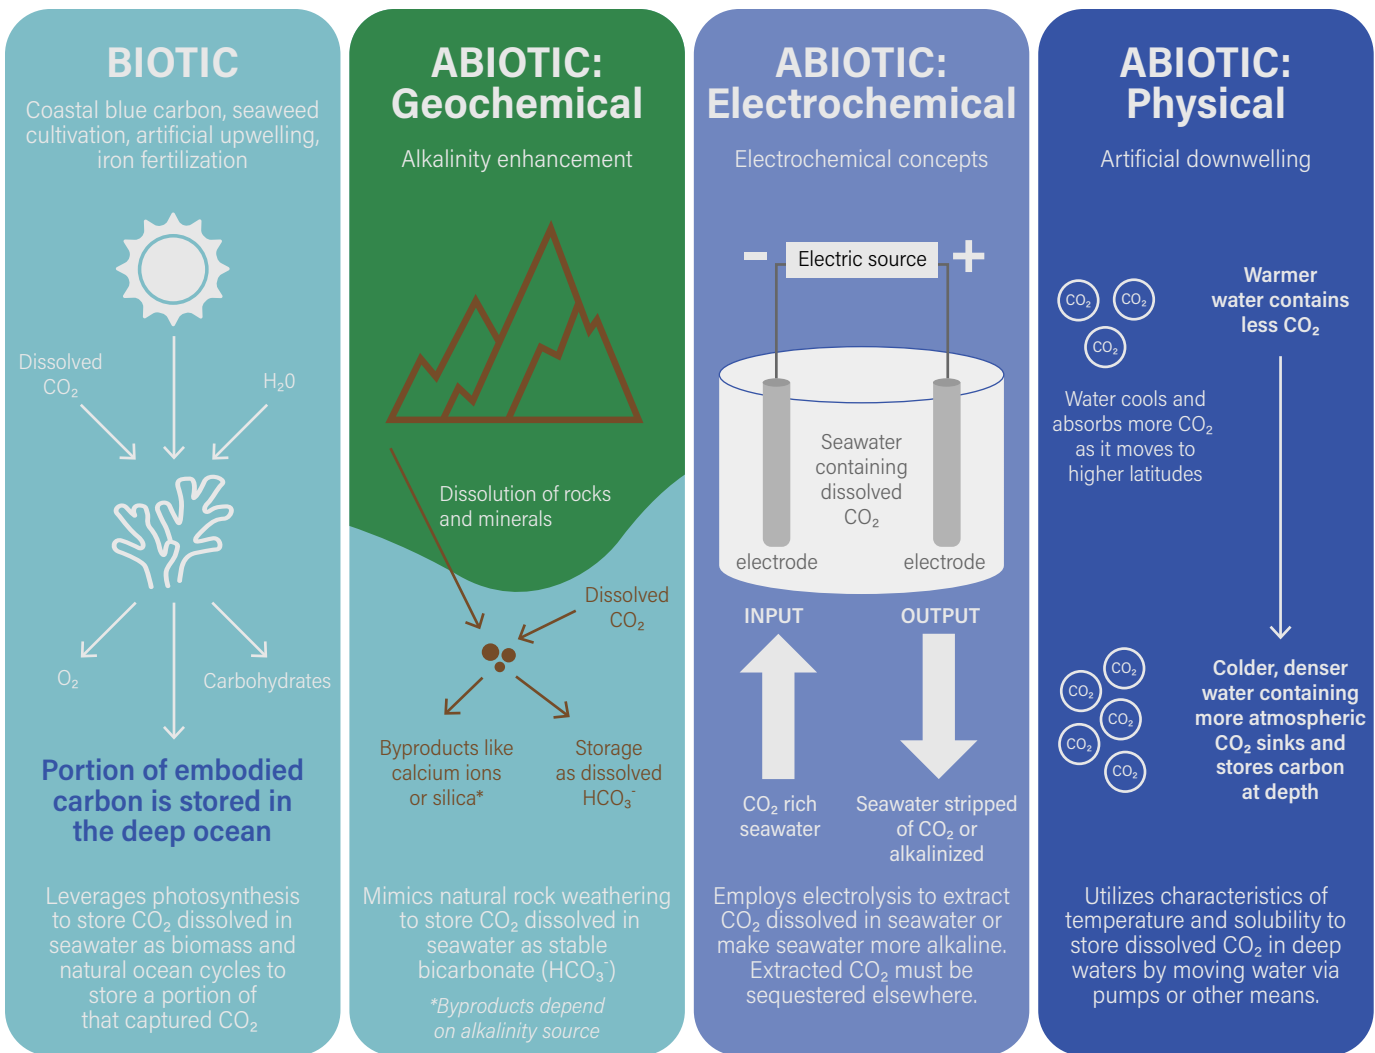 BIOTIC
Coastal blue carbon, seaweed
cultivation, artificial upwelling,
iron fertilization
Dissolved
CO₂
H₂0
O₂
Carbohydrates
Portion of embodied
carbon is stored in
the deep ocean
Leverages photosynthesis
to store CO₂ dissolved in
seawater as biomass and
natural ocean cycles to
store a portion of
that captured CO₂
ABIOTIC:
Geochemical
Alkalinity enhancement
Dissolution of rocks
and minerals
Dissolved
CO₂
Byproducts like
calcium ions
or silica*
Storage
as dissolved
HCO₃⁻
Mimics natural rock weathering
to store CO₂ dissolved in
seawater as stable
bicarbonate (HCO₃⁻)
*Byproducts depend
on alkalinity source
ABIOTIC:
Electrochemical
Electrochemical concepts
− Electric source +
Seawater
containing
dissolved
CO₂
electrode
electrode
INPUT
OUTPUT
CO₂ rich
seawater
Seawater stripped
of CO₂ or
alkalinized
Employs electrolysis to extract
CO₂ dissolved in seawater or
make seawater more alkaline.
Extracted CO₂ must be
sequestered elsewhere.
ABIOTIC:
Physical
Artificial downwelling
Warmer
water contains
less CO₂
CO₂
CO₂
CO₂
Water cools and
absorbs more CO₂
as it moves to
higher latitudes
CO₂
CO₂
CO₂
CO₂
CO₂
Colder, denser
water containing
more atmospheric
CO₂ sinks and
stores carbon
at depth
Utilizes characteristics of
temperature and solubility to
store dissolved CO₂ in deep
waters by moving water via
pumps or other means.